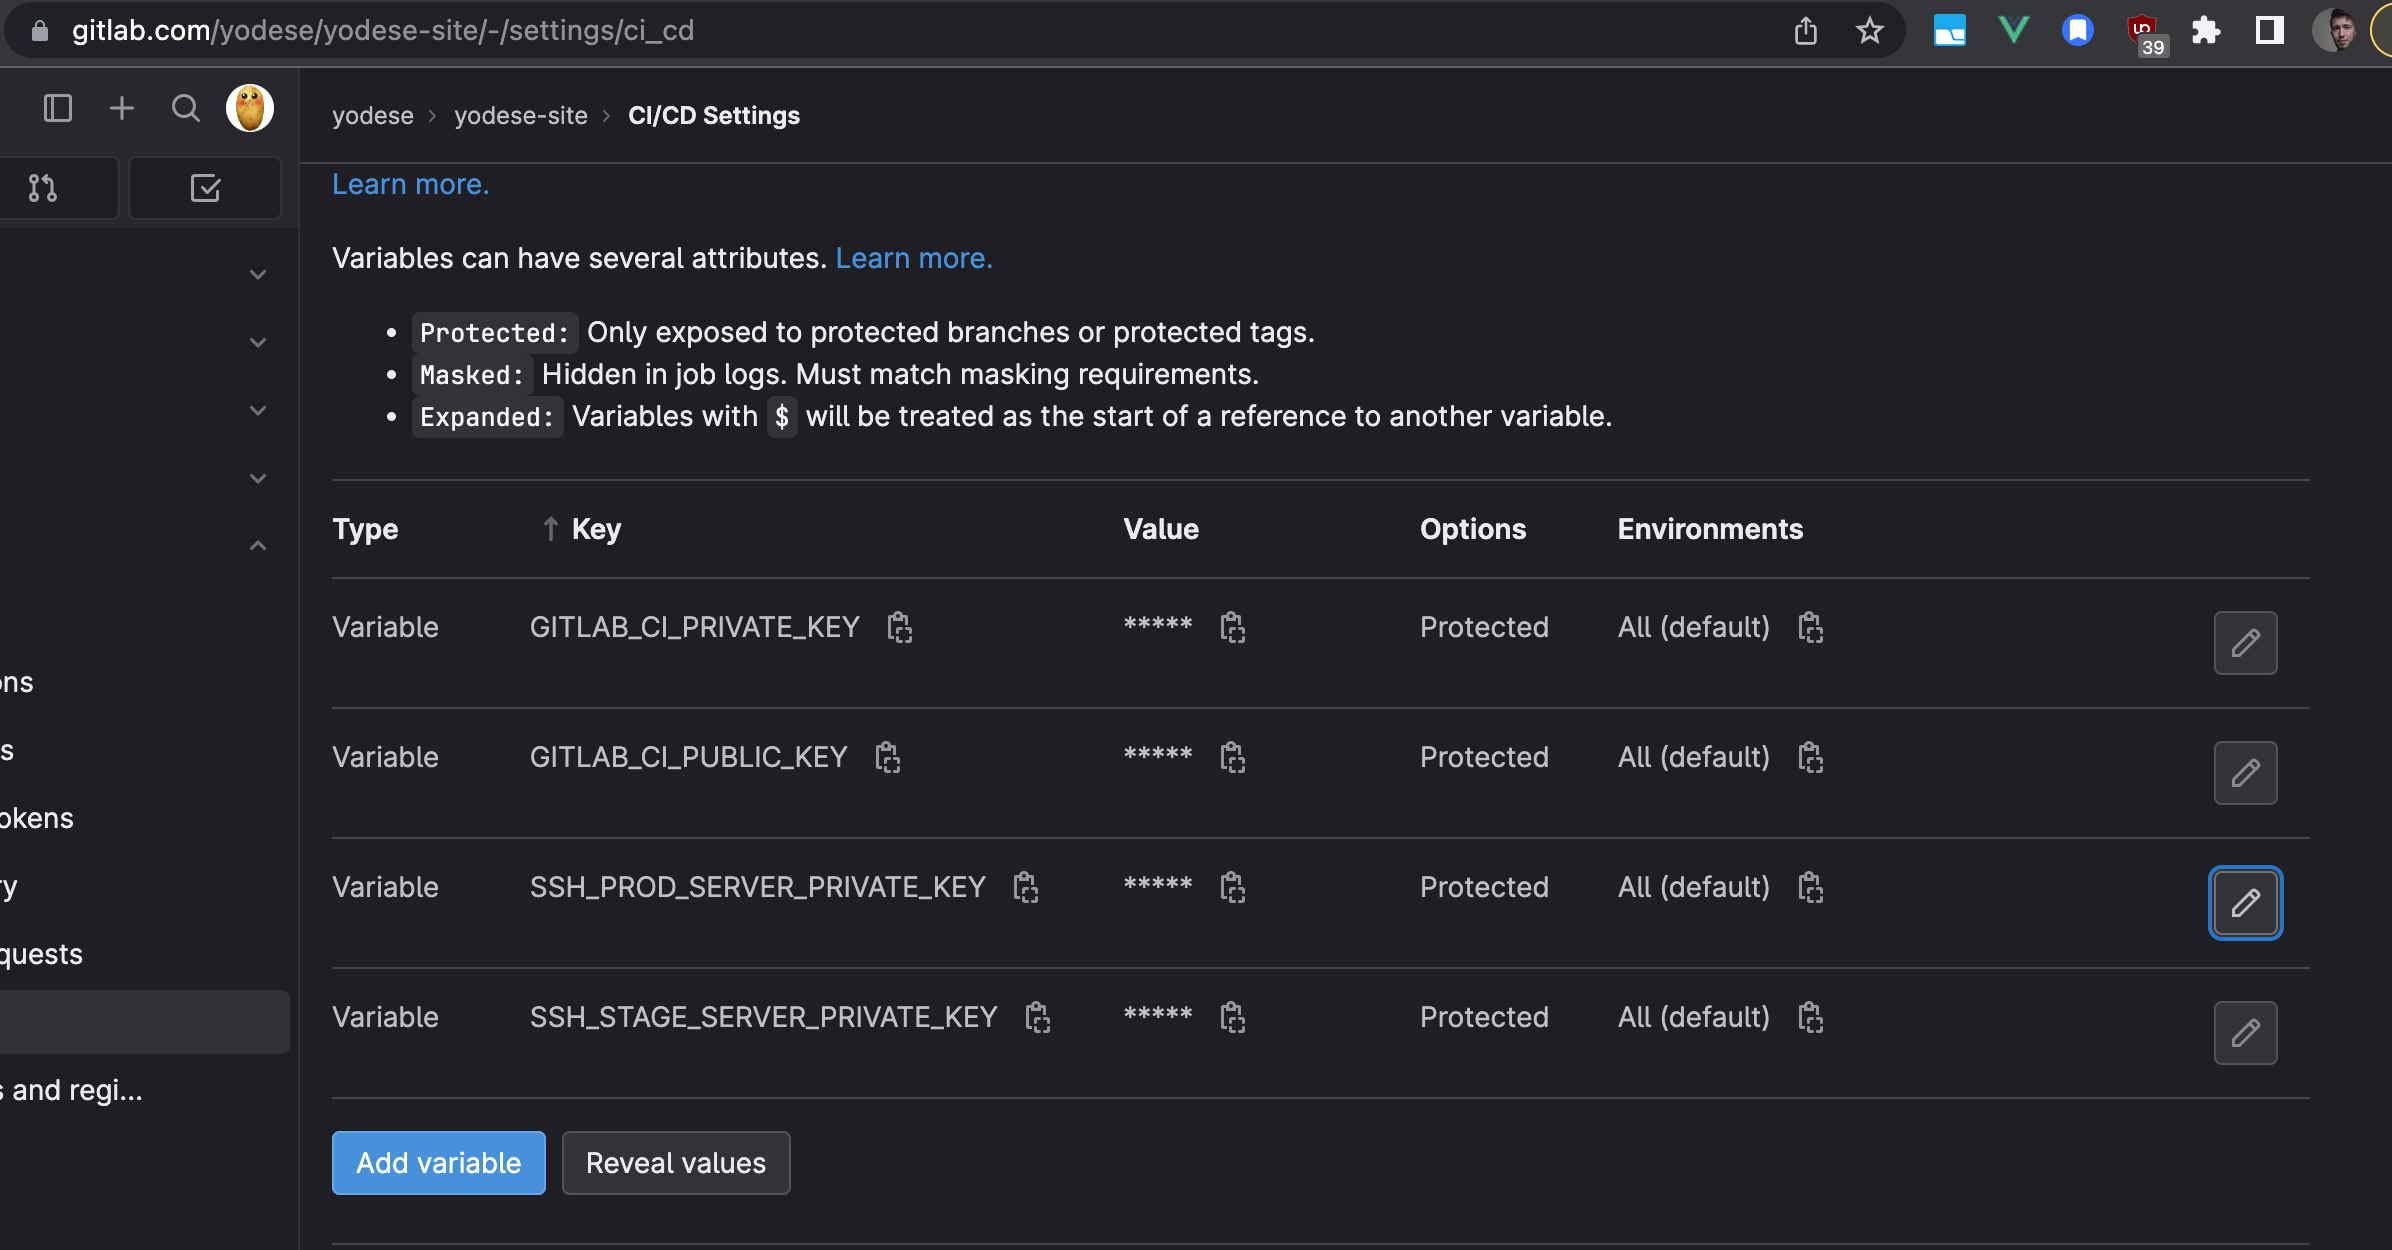 gitlab.com/yodese/yodese-site/-/settings/ci_cd
39
yodese > yodese-site > CI/CD Settings
Learn more.
Variables can have several attributes. Learn more.
• Protected: Only exposed to protected branches or protected tags.
• Masked: Hidden in job logs. Must match masking requirements.
• Expanded: Variables with $ will be treated as the start of a reference to another variable.
Type ↑ Key Value Options Environments
Variable GITLAB_CI_PRIVATE_KEY ***** Protected All (default)
Variable GITLAB_CI_PUBLIC_KEY ***** Protected All (default)
Variable SSH_PROD_SERVER_PRIVATE_KEY ***** Protected All (default)
Variable SSH_STAGE_SERVER_PRIVATE_KEY ***** Protected All (default)
Add variable Reveal values
ons
s
okens
ry
quests
s and regi...